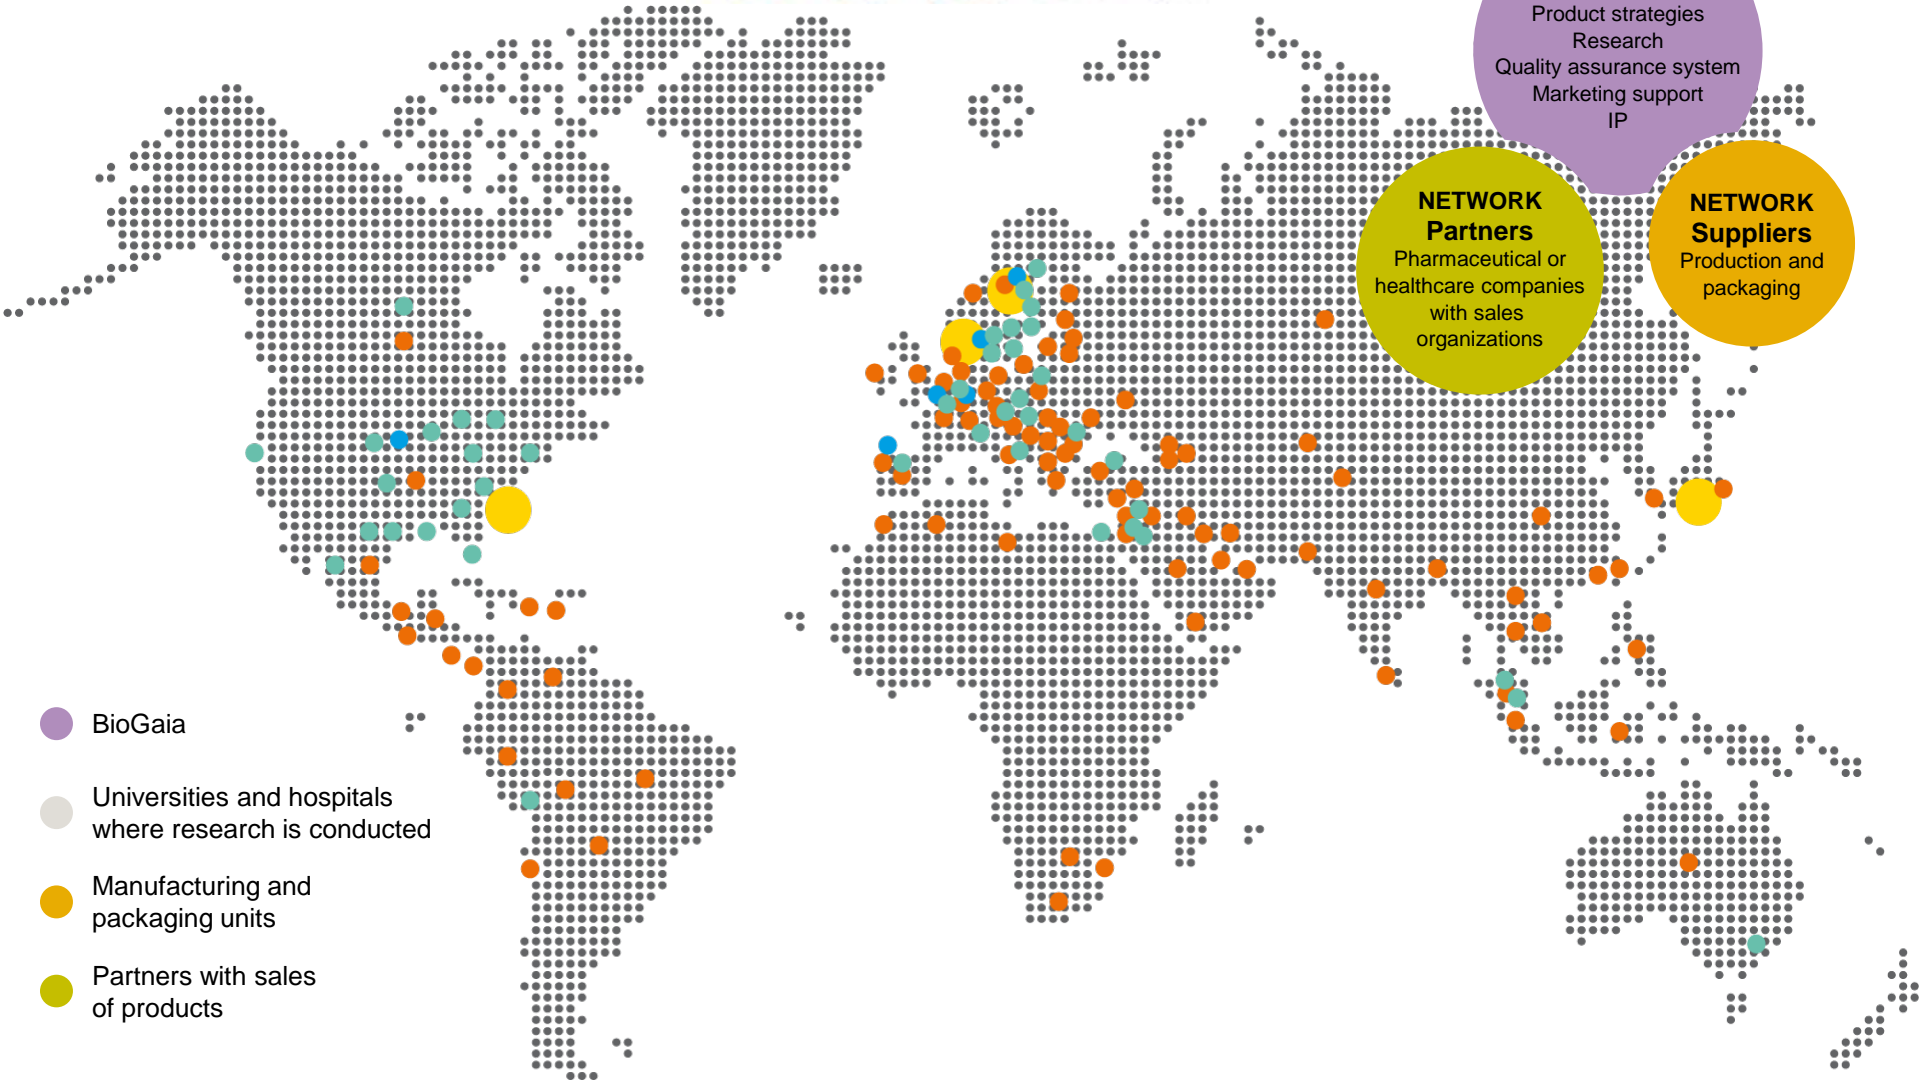 Product strategies
Research
Quality assurance system
Marketing support
IP
NETWORK
Partners
Pharmaceutical or
healthcare companies
with sales
organizations
NETWORK
Suppliers
Production and
packaging
BioGaia
Universities and hospitals
where research is conducted
Manufacturing and
packaging units
Partners with sales
of products